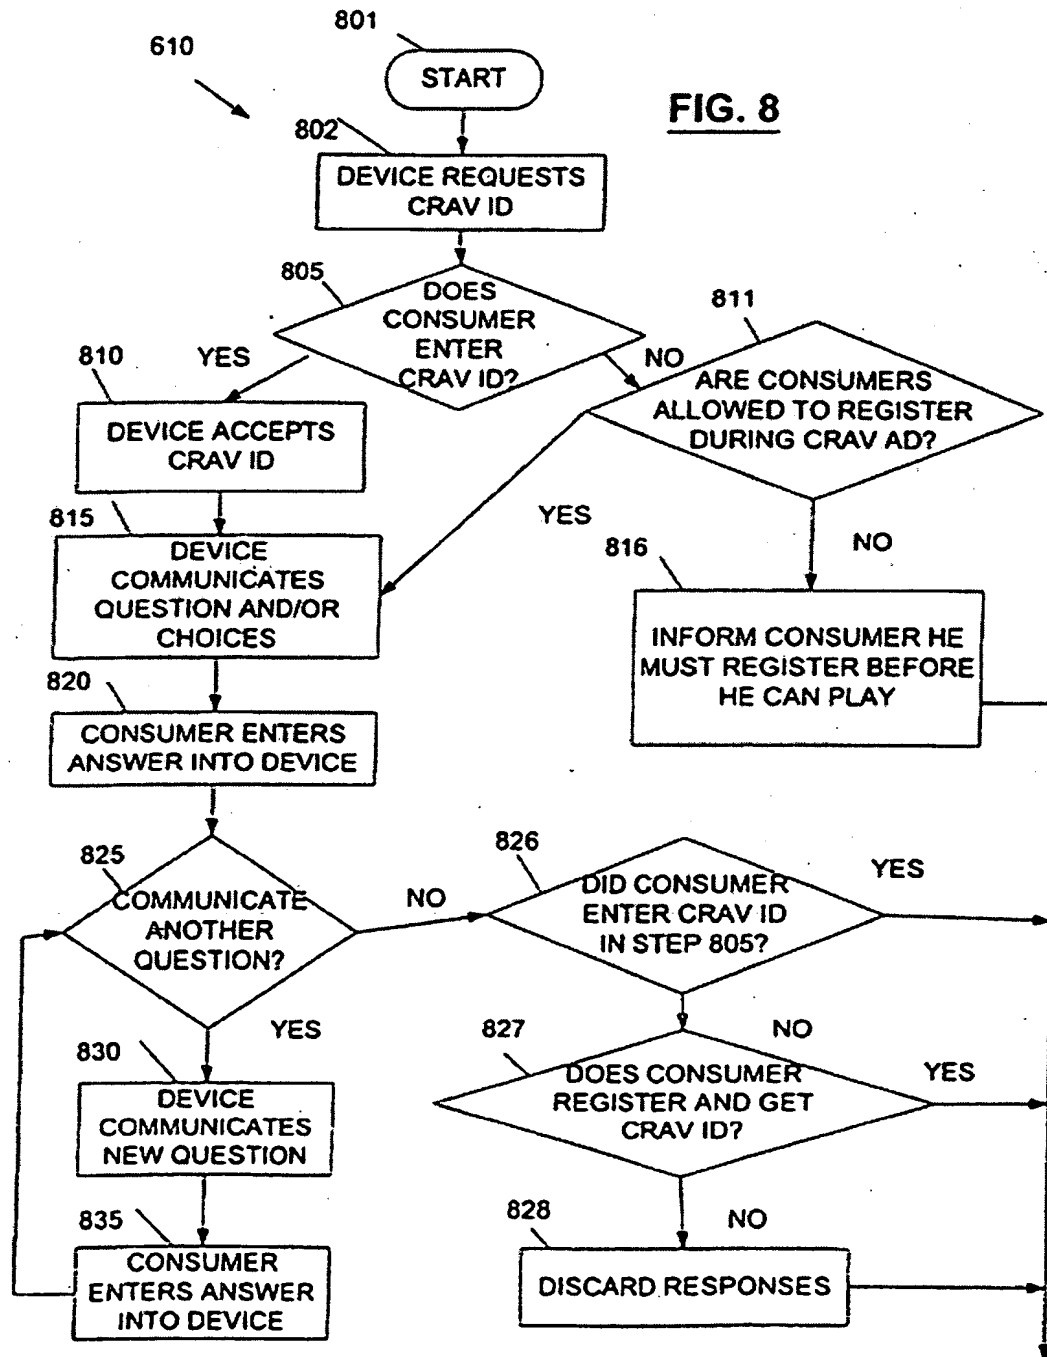 801
610
START
FIG. 8
802
DEVICE REQUESTS
CRAV ID
805
DOES
CONSUMER
ENTER
CRAV ID?
811
YES
NO
810
ARE CONSUMERS
ALLOWED TO REGISTER
DURING CRAV AD?
DEVICE ACCEPTS
CRAV ID
815
YES
NO
816
DEVICE
COMMUNICATES
QUESTION AND/OR
CHOICES
INFORM CONSUMER HE
MUST REGISTER BEFORE
HE CAN PLAY
820
CONSUMER ENTERS
ANSWER INTO DEVICE
825
COMMUNICATE
ANOTHER
QUESTION?
NO
826
DID CONSUMER
ENTER CRAV ID
IN STEP 805?
YES
YES
NO
830
DEVICE
COMMUNICATES
NEW QUESTION
827
DOES CONSUMER
REGISTER AND GET
CRAV ID?
YES
835
CONSUMER
ENTERS ANSWER
INTO DEVICE
828
NO
DISCARD RESPONSES